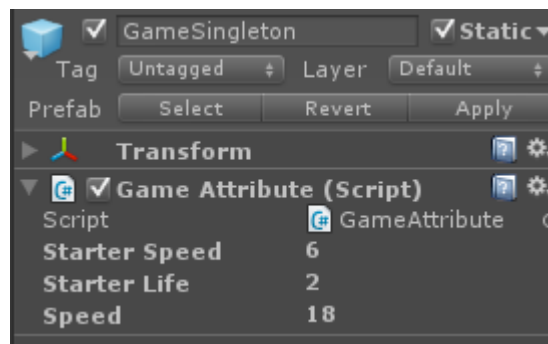 GameSingleton Static
Tag Untagged Layer Default
Prefab Select Revert Apply
Transform
Game Attribute (Script)
Script GameAttribute
Starter Speed 6
Starter Life 2
Speed 18